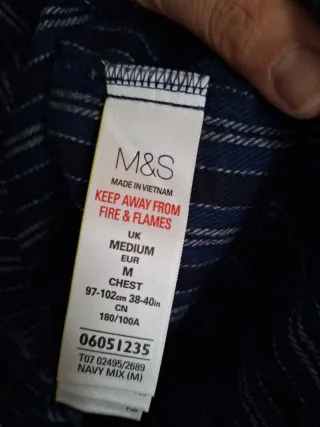 M&S
MADE IN VIETNAM
KEEP AWAY FROM
FIRE & FLAMES
UK
MEDIUM
EUR
M
CHEST
97-102cm 38-40in
CN
180/100A
06051235
T07 02495/2689
NAVY MIX (M)